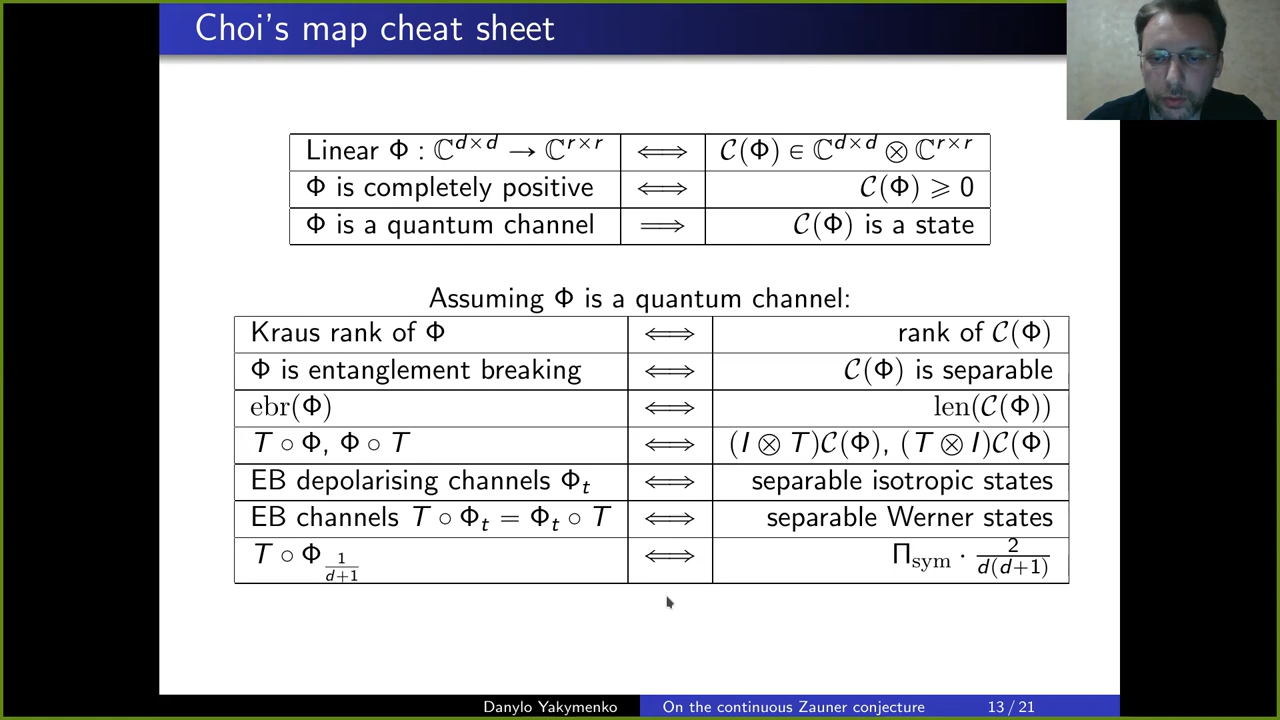 Choi's map cheat sheet
Linear Φ : ℂ^{d×d} → ℂ^{r×r} ⟺ 𝒞(Φ) ∈ ℂ^{d×d} ⊗ ℂ^{r×r}
Φ is completely positive ⟺ 𝒞(Φ) ⩾ 0
Φ is a quantum channel ⟹ 𝒞(Φ) is a state
Assuming Φ is a quantum channel:
Kraus rank of Φ ⟺ rank of 𝒞(Φ)
Φ is entanglement breaking ⟺ 𝒞(Φ) is separable
ebr(Φ) ⟺ len(𝒞(Φ))
T ∘ Φ, Φ ∘ T ⟺ (I ⊗ T)𝒞(Φ), (T ⊗ I)𝒞(Φ)
EB depolarising channels Φ_t ⟺ separable isotropic states
EB channels T ∘ Φ_t = Φ_t ∘ T ⟺ separable Werner states
T ∘ Φ_{1/(d+1)} ⟺ Π_sym · 2/(d(d+1))
Danylo Yakymenko On the continuous Zauner conjecture 13 / 21